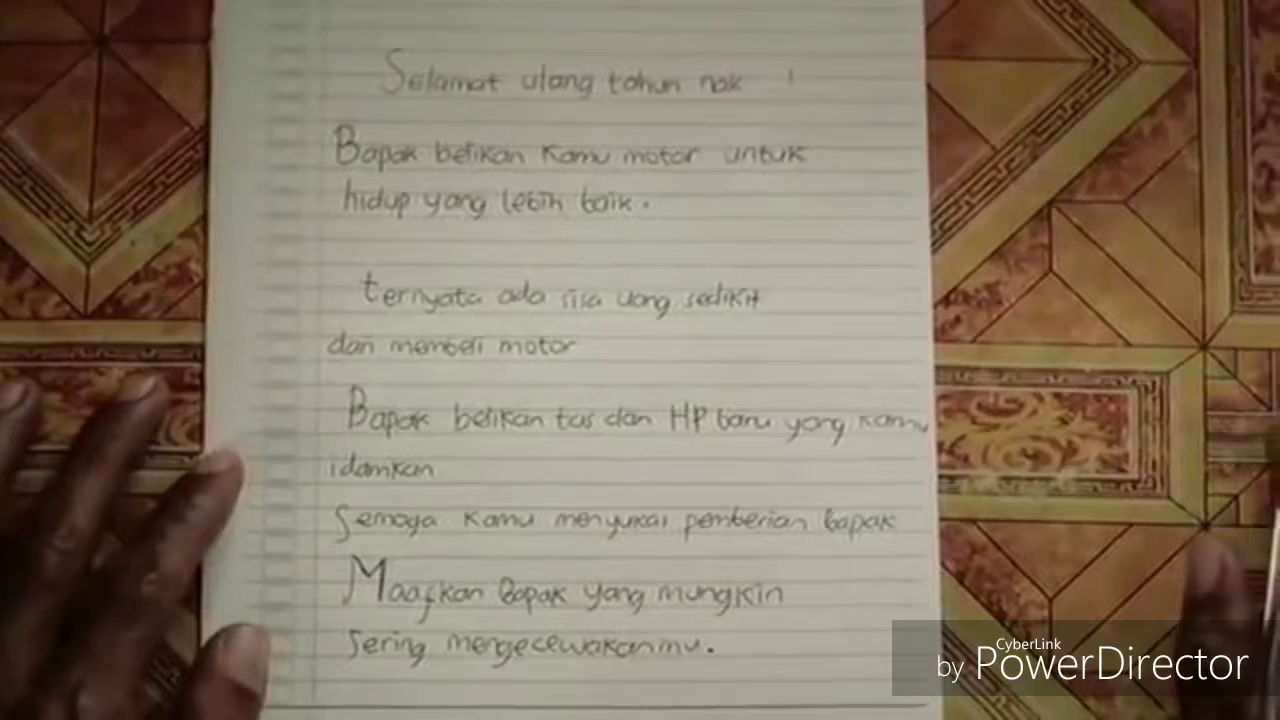 Selamat ulang tahun nak !
Bapak belikan kamu motor untuk
hidup yang lebih baik.
ternyata ada sisa uang sedikit
dari membeli motor
Bapak belikan tas dan HP baru yang kamu
idamkan
Semoga kamu menyukai pemberian bapak
Maafkan Bapak yang mungkin
Sering mengecewakanmu.
CyberLink
by PowerDirector